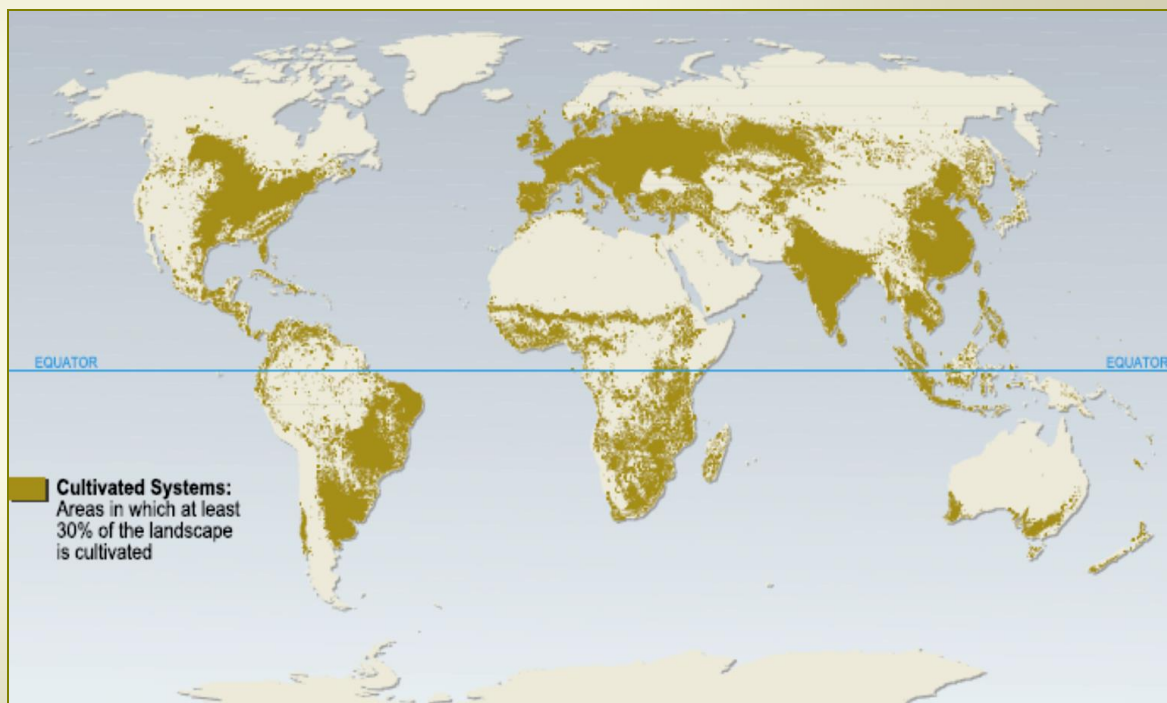 EQUATOR
EQUATOR
Cultivated Systems:
Areas in which at least
30% of the landscape
is cultivated